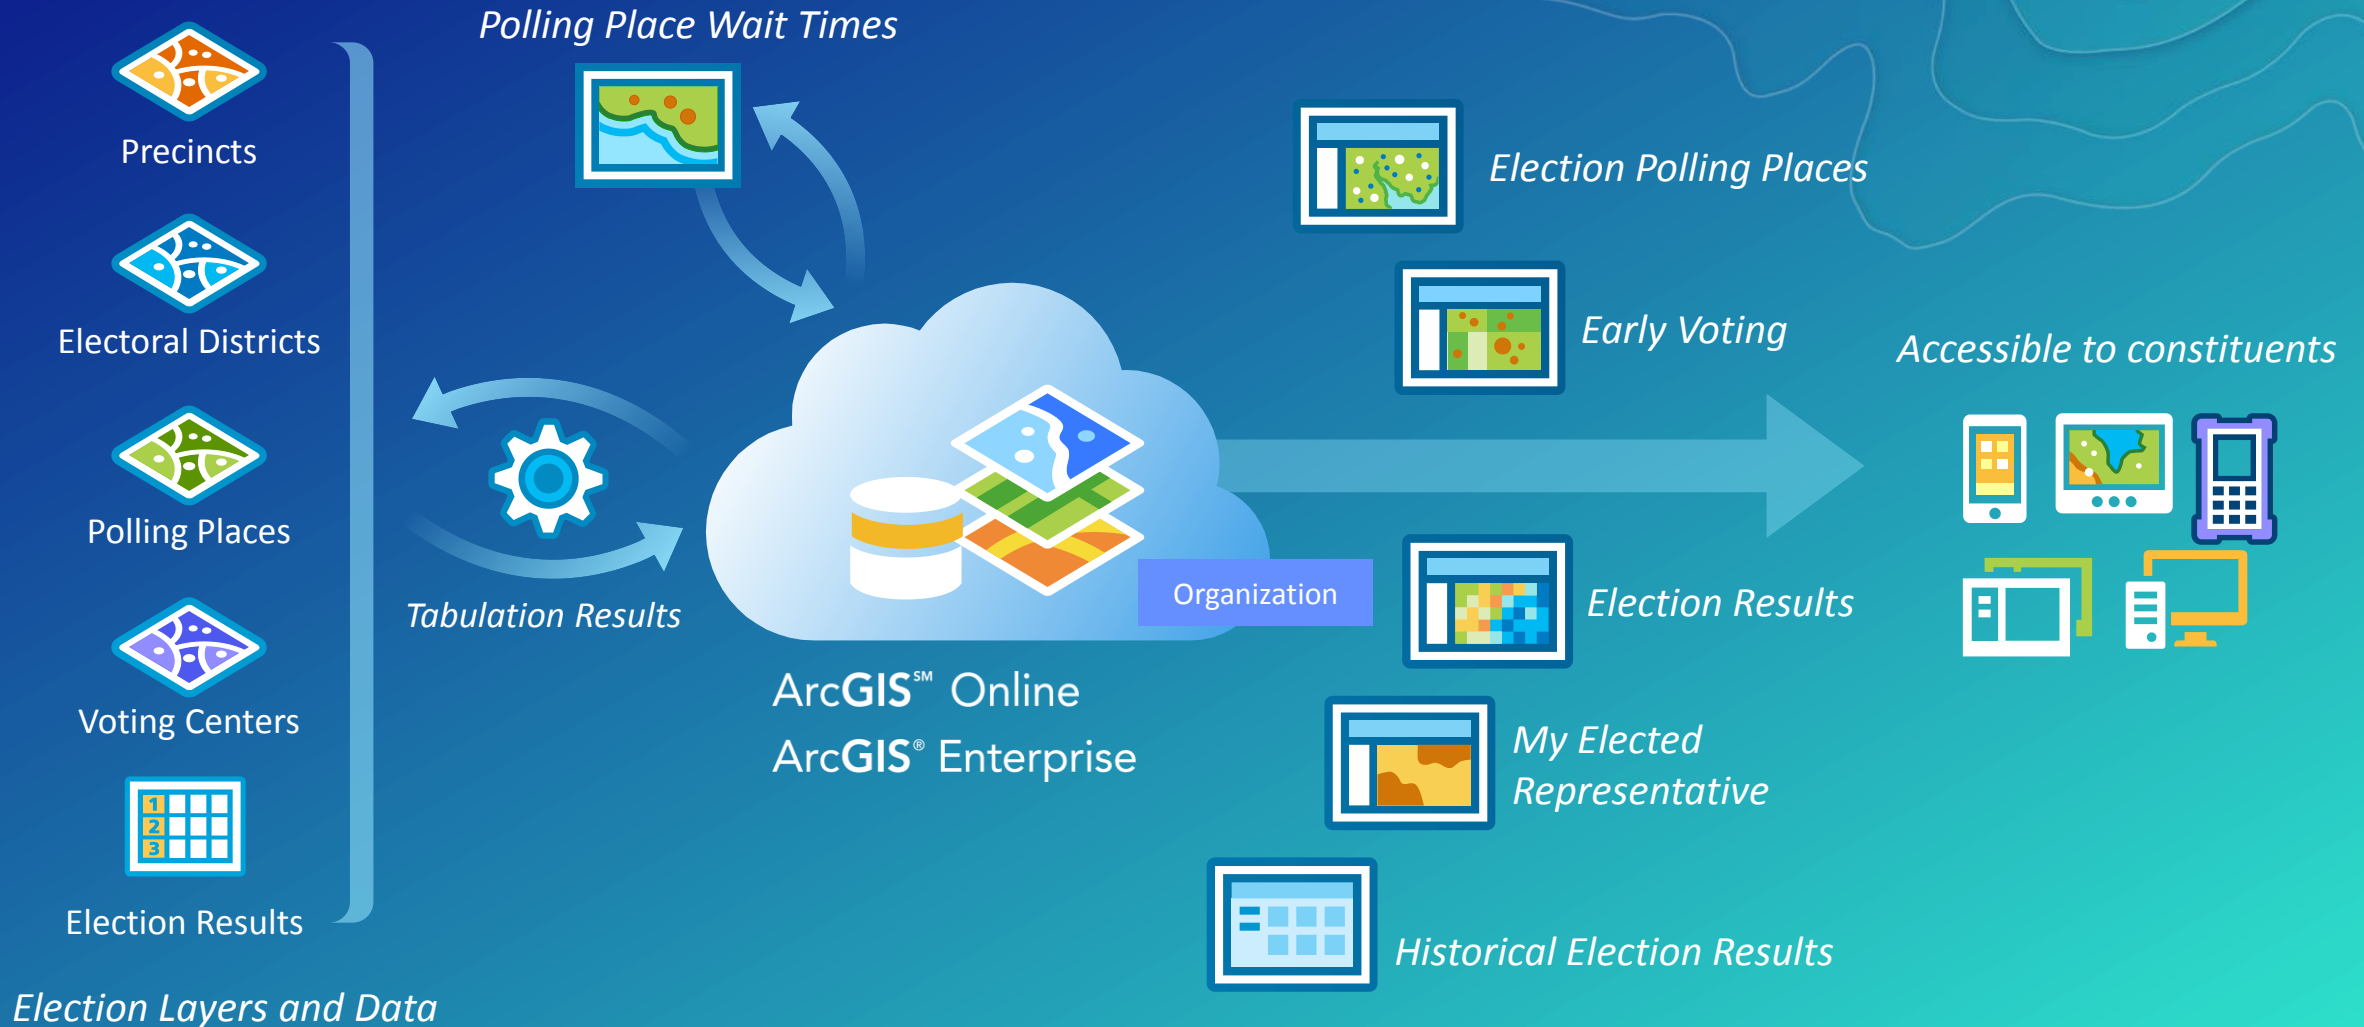 Polling Place Wait Times
Precincts
Electoral Districts
Polling Places
Voting Centers
1
2
3
Election Results
Election Layers and Data
Tabulation Results
Organization
ArcGIS℠ Online
ArcGIS® Enterprise
Election Polling Places
Early Voting
Election Results
My Elected
Representative
Historical Election Results
Accessible to constituents